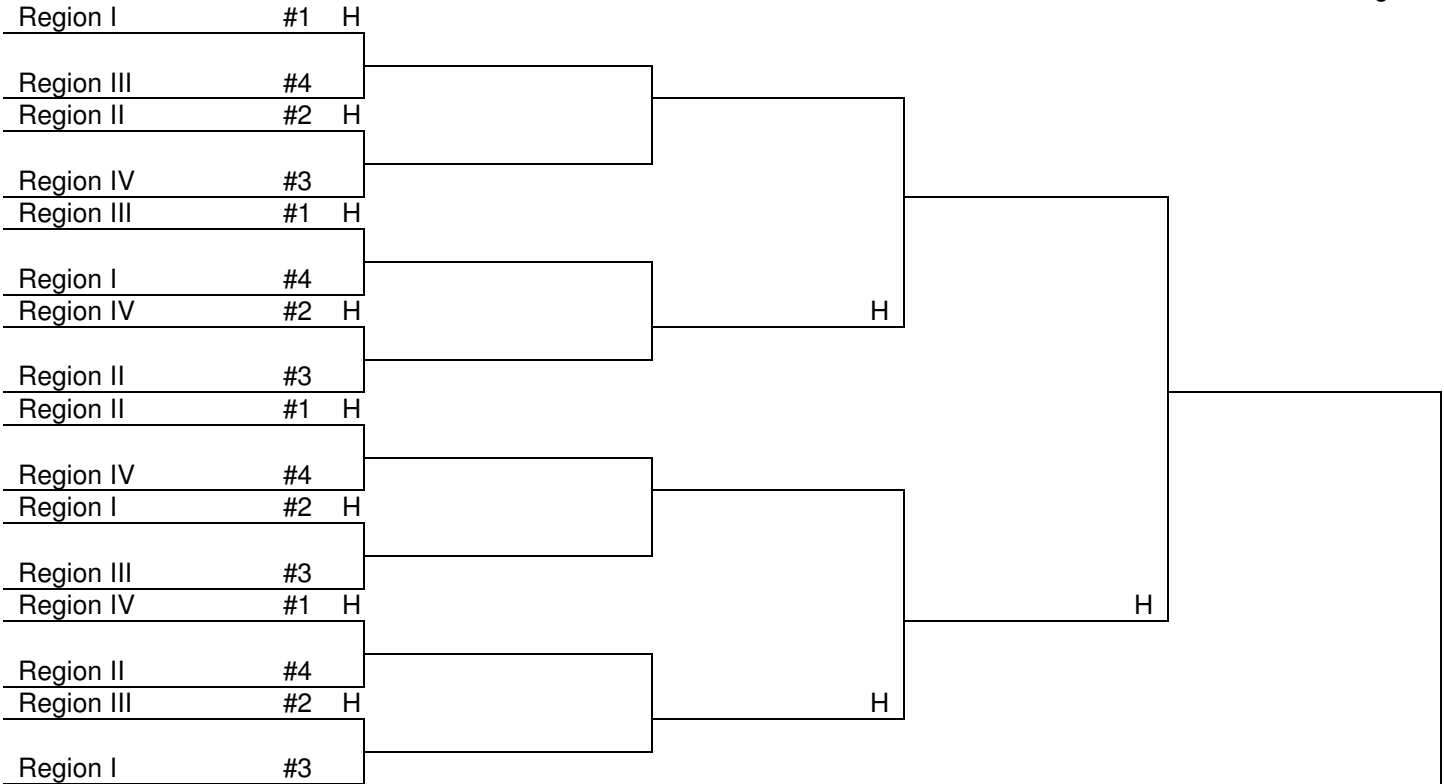 Region I #1 H
Region III #4
Region II #2 H
Region IV #3
Region III #1 H
Region I #4
Region IV #2 H
H
Region II #3
Region II #1 H
Region IV #4
Region I #2 H
Region III #3
Region IV #1 H
H
Region II #4
Region III #2 H
H
Region I #3